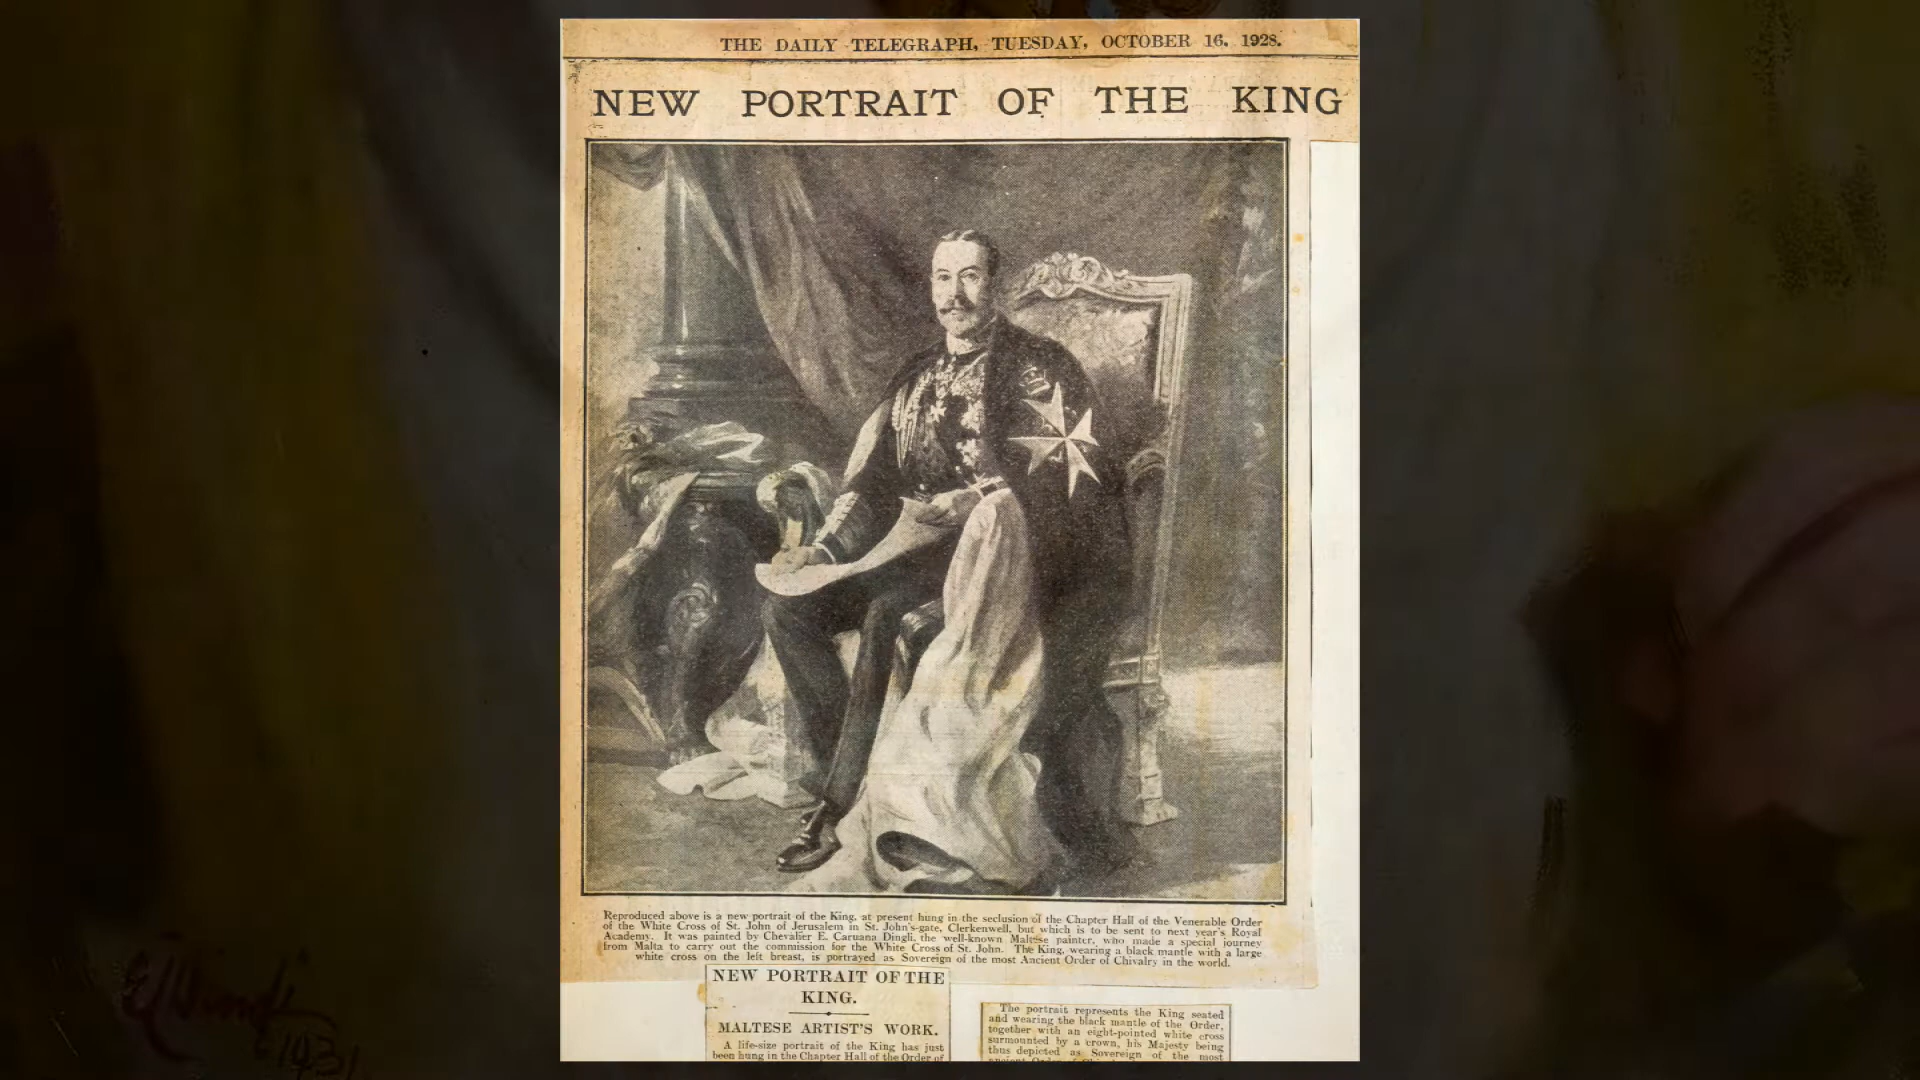 THE DAILY TELEGRAPH, TUESDAY, OCTOBER 16. 1928.
NEW PORTRAIT OF THE KING
Reproduced above is a new portrait of the King, at present hung in the seclusion of the Chapter Hall of the Venerable Order
of the White Cross of St. John of Jerusalem in St. John's-gate, Clerkenwell, but which is to be sent to next year's Royal
Academy. It was painted by Chevalier E. Caruana Dingli, the well-known Maltese painter, who made a special journey
from Malta to carry out the commission for the White Cross of St. John. The King, wearing a black mantle with a large
white cross on the left breast, is portrayed as Sovereign of the most Ancient Order of Chivalry in the world.
NEW PORTRAIT OF THE
KING.
MALTESE ARTIST'S WORK.
A life-size portrait of the King has just
been hung in the Chapter Hall of the Order of
The portrait represents the King seated
and wearing the black mantle of the Order,
together with an eight-pointed white cross
surmounted by a crown, his Majesty being
thus depicted as Sovereign of the most
1931